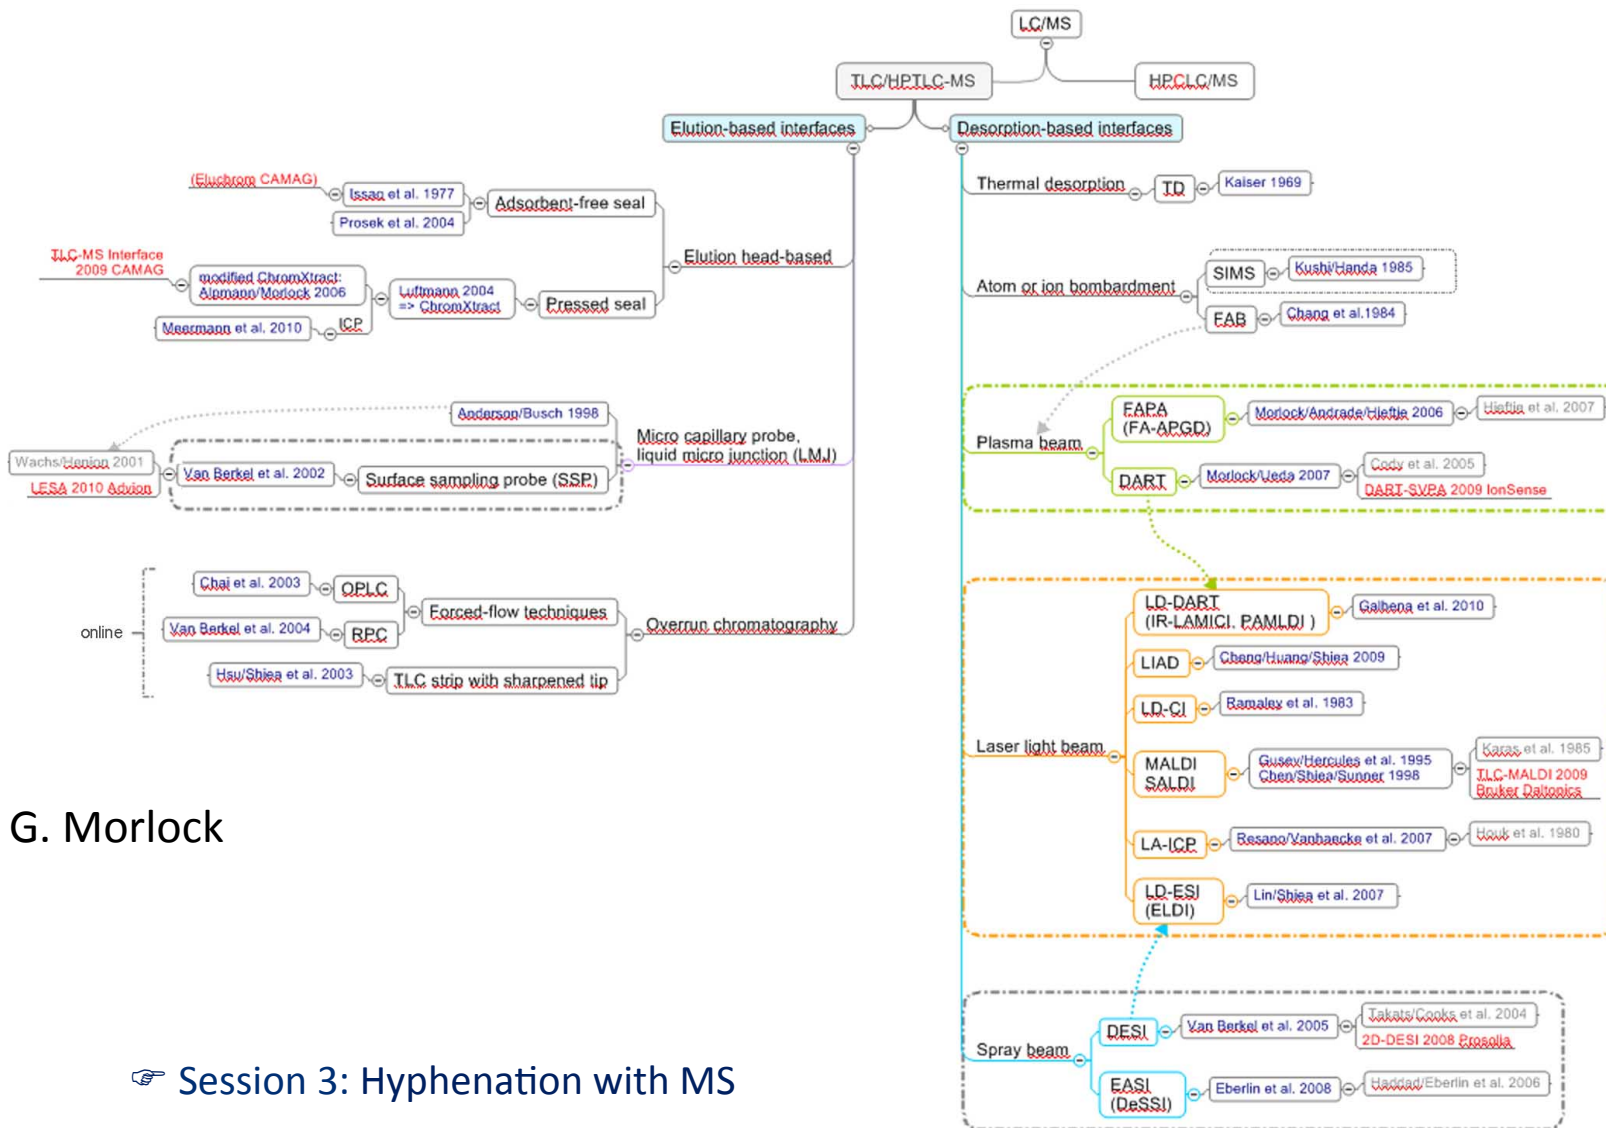 LC/MS
TLC/HPTLC-MS
HPCLC/MS
Elution-based interfaces
Desorption-based interfaces
(Eluchrom CAMAG)
Issaq et al. 1977
Prosek et al. 2004
Adsorbent-free seal
TLC-MS Interface
2009 CAMAG
modified ChromXtract:
Alpmann/Morlock 2006
Luftmann 2004
=> ChromXtract
Pressed seal
Elution head-based
Meermann et al. 2010
ICP
Anderson/Busch 1998
Wachs/Henion 2001
LESA 2010 Advion
Van Berkel et al. 2002
Surface sampling probe (SSP)
Micro capillary probe,
liquid micro junction (LMJ)
online
Chai et al. 2003
OPLC
Van Berkel et al. 2004
RPC
Forced-flow techniques
Hsu/Shiea et al. 2003
TLC strip with sharpened tip
Overrun chromatography
Thermal desorption
TD
Kaiser 1969
Atom or ion bombardment
SIMS
Kushi/Handa 1985
FAB
Chang et al.1984
Plasma beam
FAPA
(FA-APGD)
Morlock/Andrade/Hieftje 2006
Hieftje et al. 2007
DART
Morlock/Ueda 2007
Cody et al. 2005
DART-SVPA 2009 IonSense
Laser light beam
LD-DART
(IR-LAMICI, PAMLDI )
Galhena et al. 2010
LIAD
Cheng/Huang/Shiea 2009
LD-CI
Ramaley et al. 1983
MALDI
SALDI
Gusev/Hercules et al. 1995
Chen/Shiea/Sunner 1998
Karas et al. 1985
TLC-MALDI 2009
Bruker Daltonics
LA-ICP
Resano/Vanhaecke et al. 2007
Houk et al. 1980
LD-ESI
(ELDI)
Lin/Shiea et al. 2007
Spray beam
DESI
Van Berkel et al. 2005
Takats/Cooks et al. 2004
2D-DESI 2008 Prosolia
EASI
(DeSSI)
Eberlin et al. 2008
Haddad/Eberlin et al. 2006
G. Morlock
☞ Session 3: Hyphenation with MS